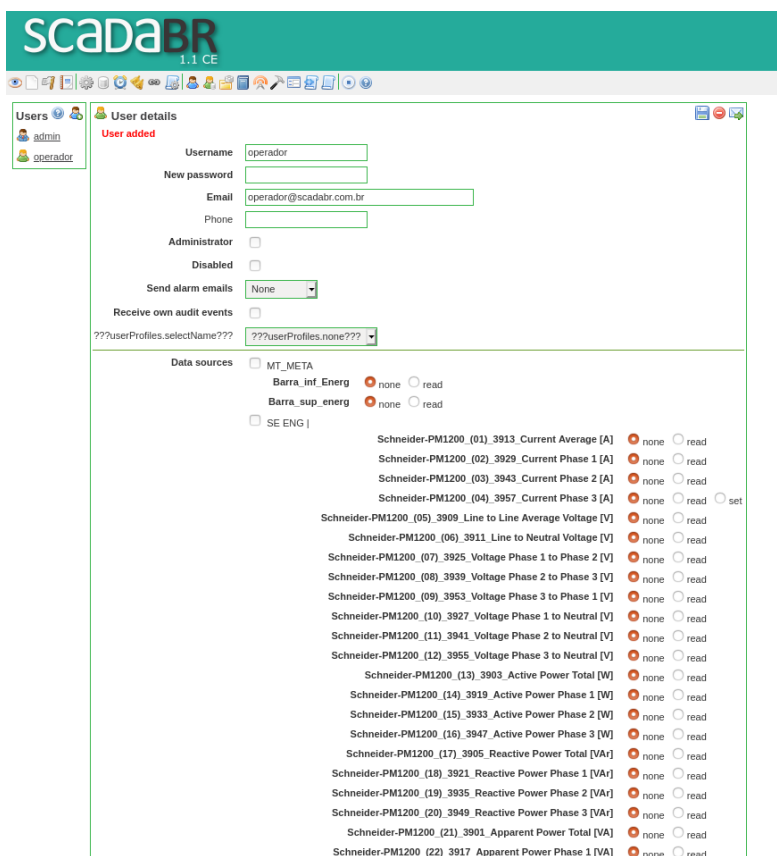 SCADABR
1.1 CE
Users
admin
operador
User details
User added
Username operador
New password
Email operador@scadabr.com.br
Phone
Administrator
Disabled
Send alarm emails None
Receive own audit events
???userProfiles.selectName??? ???userProfiles.none???
Data sources MT_META
Barra_inf_Energ none read
Barra_sup_energ none read
SE ENG |
Schneider-PM1200_(01)_3913_Current Average [A] none read
Schneider-PM1200_(02)_3929_Current Phase 1 [A] none read
Schneider-PM1200_(03)_3943_Current Phase 2 [A] none read
Schneider-PM1200_(04)_3957_Current Phase 3 [A] none read set
Schneider-PM1200_(05)_3909_Line to Line Average Voltage [V] none read
Schneider-PM1200_(06)_3911_Line to Neutral Voltage [V] none read
Schneider-PM1200_(07)_3925_Voltage Phase 1 to Phase 2 [V] none read
Schneider-PM1200_(08)_3939_Voltage Phase 2 to Phase 3 [V] none read
Schneider-PM1200_(09)_3953_Voltage Phase 3 to Phase 1 [V] none read
Schneider-PM1200_(10)_3927_Voltage Phase 1 to Neutral [V] none read
Schneider-PM1200_(11)_3941_Voltage Phase 2 to Neutral [V] none read
Schneider-PM1200_(12)_3955_Voltage Phase 3 to Neutral [V] none read
Schneider-PM1200_(13)_3903_Active Power Total [W] none read
Schneider-PM1200_(14)_3919_Active Power Phase 1 [W] none read
Schneider-PM1200_(15)_3933_Active Power Phase 2 [W] none read
Schneider-PM1200_(16)_3947_Active Power Phase 3 [W] none read
Schneider-PM1200_(17)_3905_Reactive Power Total [VAr] none read
Schneider-PM1200_(18)_3921_Reactive Power Phase 1 [VAr] none read
Schneider-PM1200_(19)_3935_Reactive Power Phase 2 [VAr] none read
Schneider-PM1200_(20)_3949_Reactive Power Phase 3 [VAr] none read
Schneider-PM1200_(21)_3901_Apparent Power Total [VA] none read
Schneider-PM1200_(22)_3917_Apparent Power Phase 1 [VA] none read